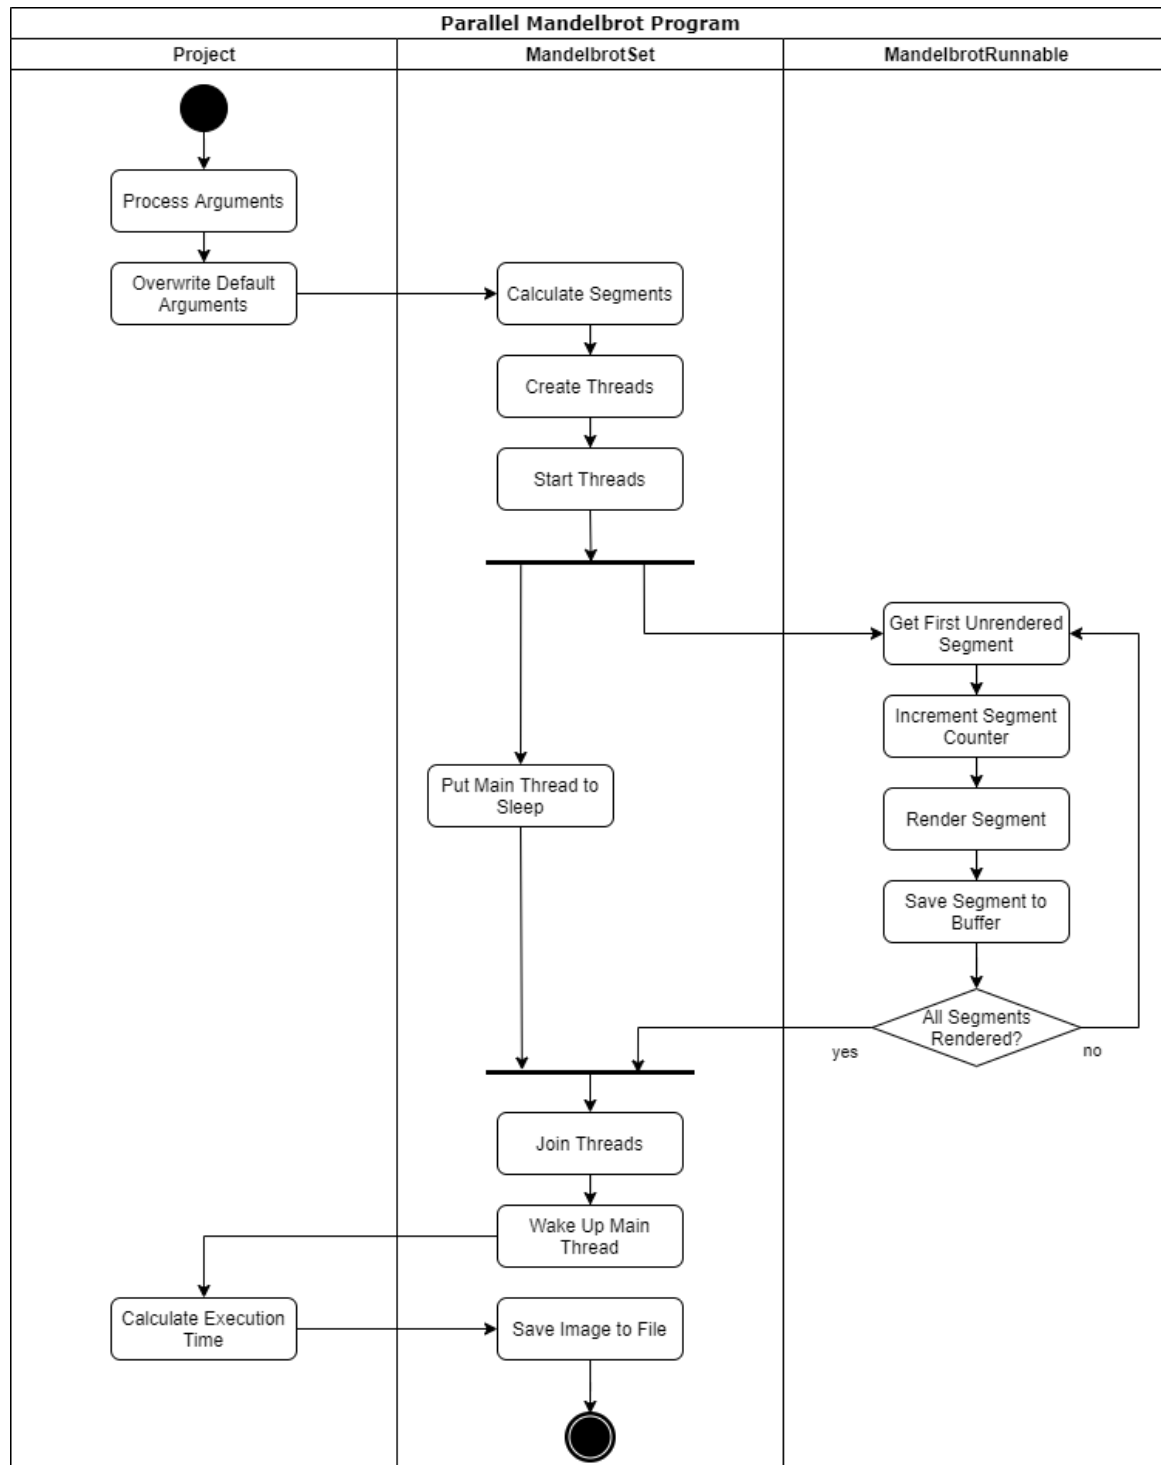 Parallel Mandelbrot Program
Project
MandelbrotSet
MandelbrotRunnable
Process Arguments
Overwrite Default
Arguments
Calculate Segments
Create Threads
Start Threads
Get First Unrendered
Segment
Increment Segment
Counter
Put Main Thread to
Sleep
Render Segment
Save Segment to
Buffer
All Segments
Rendered?
yes
no
Join Threads
Wake Up Main
Thread
Calculate Execution
Time
Save Image to File